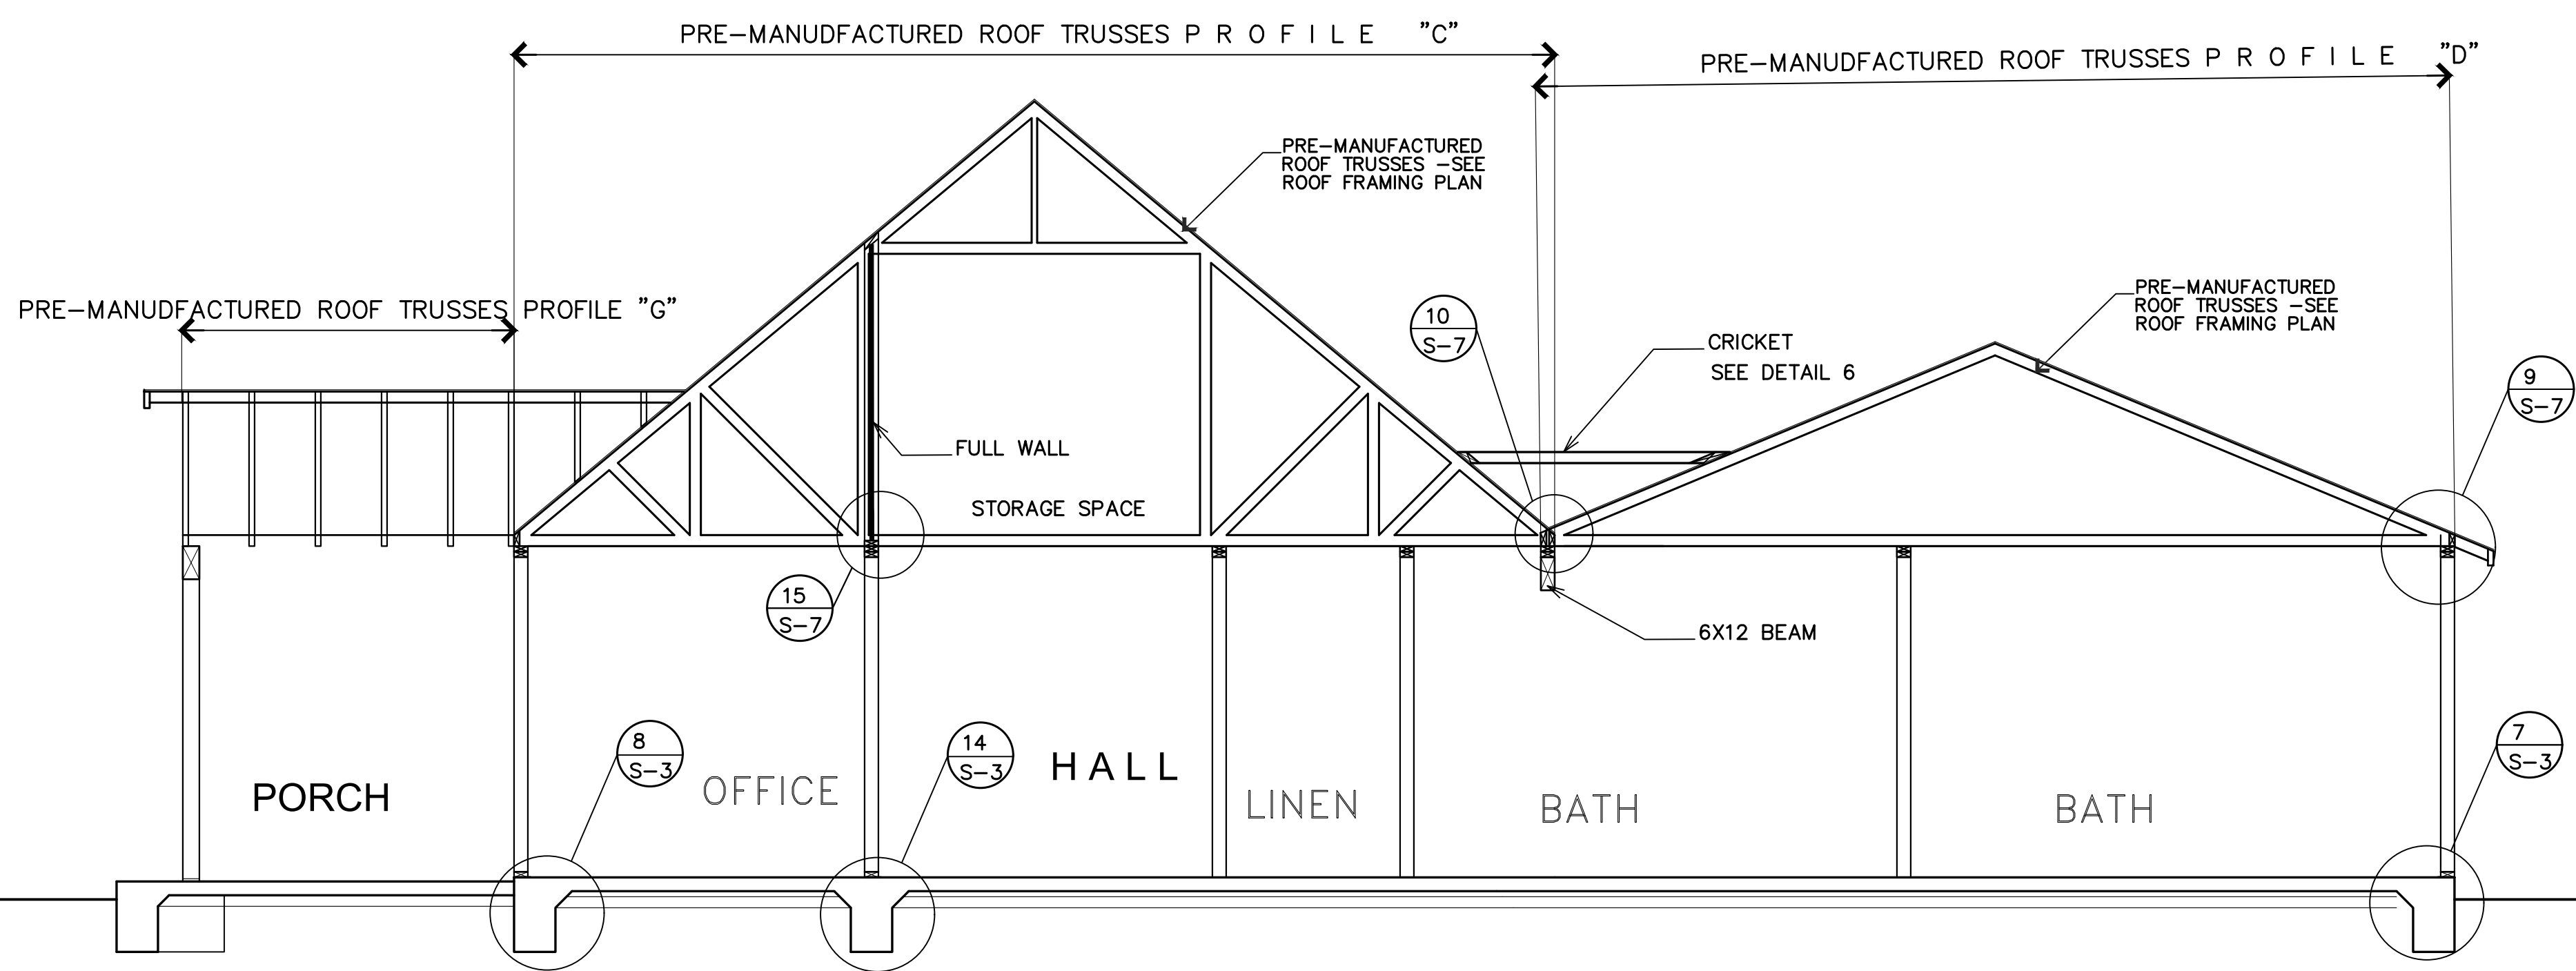 PRE-MANUDFACTURED ROOF TRUSSES P R O F I L E "C"
PRE-MANUDFACTURED ROOF TRUSSES P R O F I L E "D"
PRE-MANUFACTURED
ROOF TRUSSES -SEE
ROOF FRAMING PLAN
PRE-MANUDFACTURED ROOF TRUSSES PROFILE "G"
PRE-MANUFACTURED
ROOF TRUSSES -SEE
ROOF FRAMING PLAN
10
S-7
CRICKET
SEE DETAIL 6
9
S-7
FULL WALL
STORAGE SPACE
15
S-7
6X12 BEAM
8
S-3
14
S-3
7
S-3
PORCH
OFFICE
HALL
LINEN
BATH
BATH